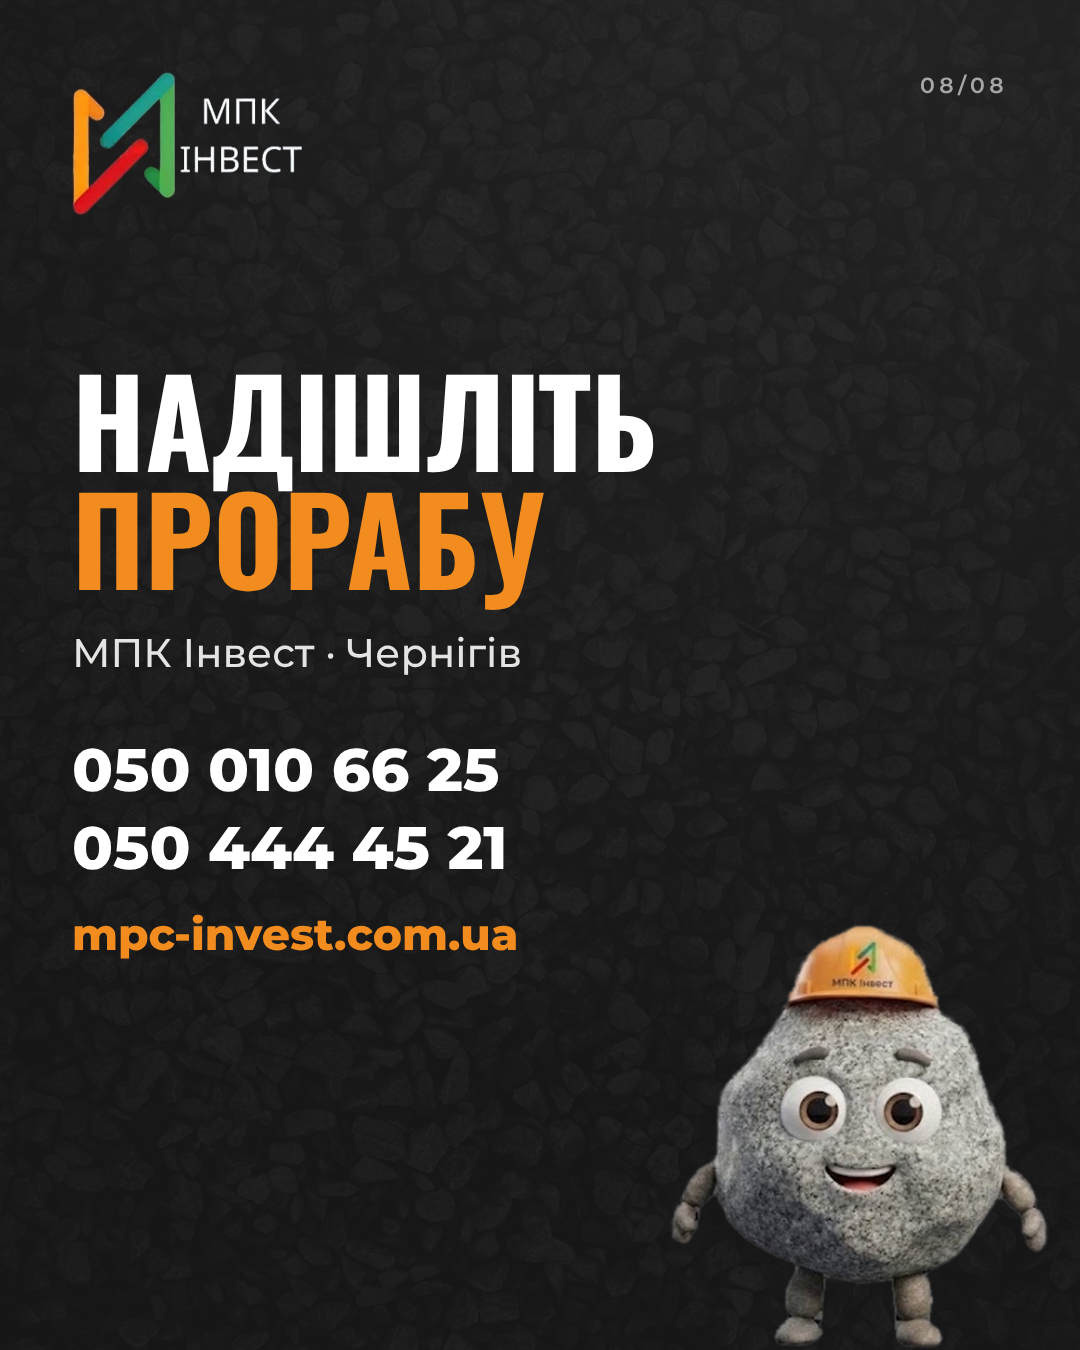 МПК
ІНВЕСТ
08/08
НАДІШЛІТЬ
ПРОРАБУ
МПК Інвест · Чернігів
050 010 66 25
050 444 45 21
mpc-invest.com.ua
МПК Інвест